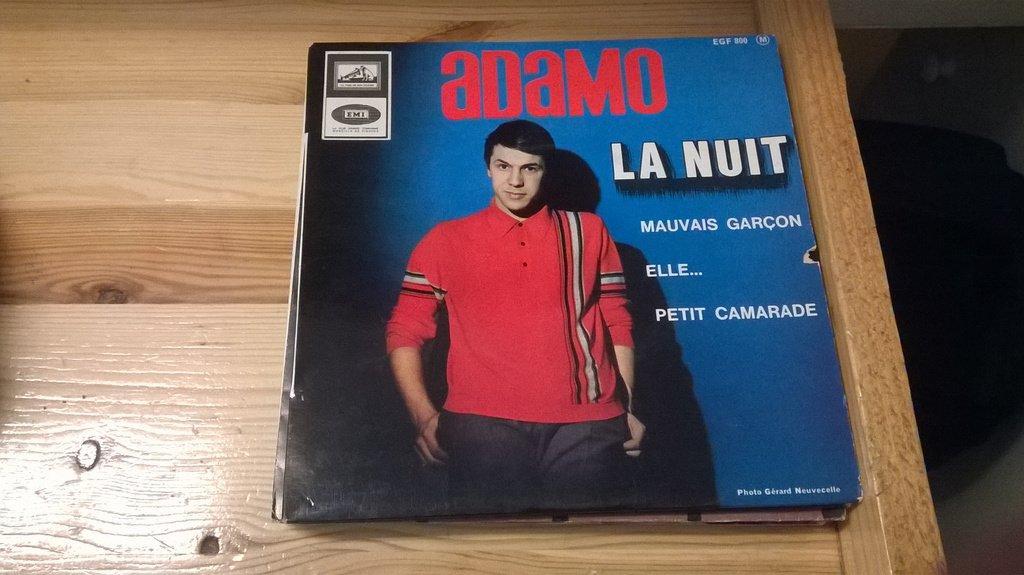 EGF 800 M
ADAMO
EMI
LA NUIT
MAUVAIS GARÇON
ELLE...
PETIT CAMARADE
Photo Gérard Neuvecelle